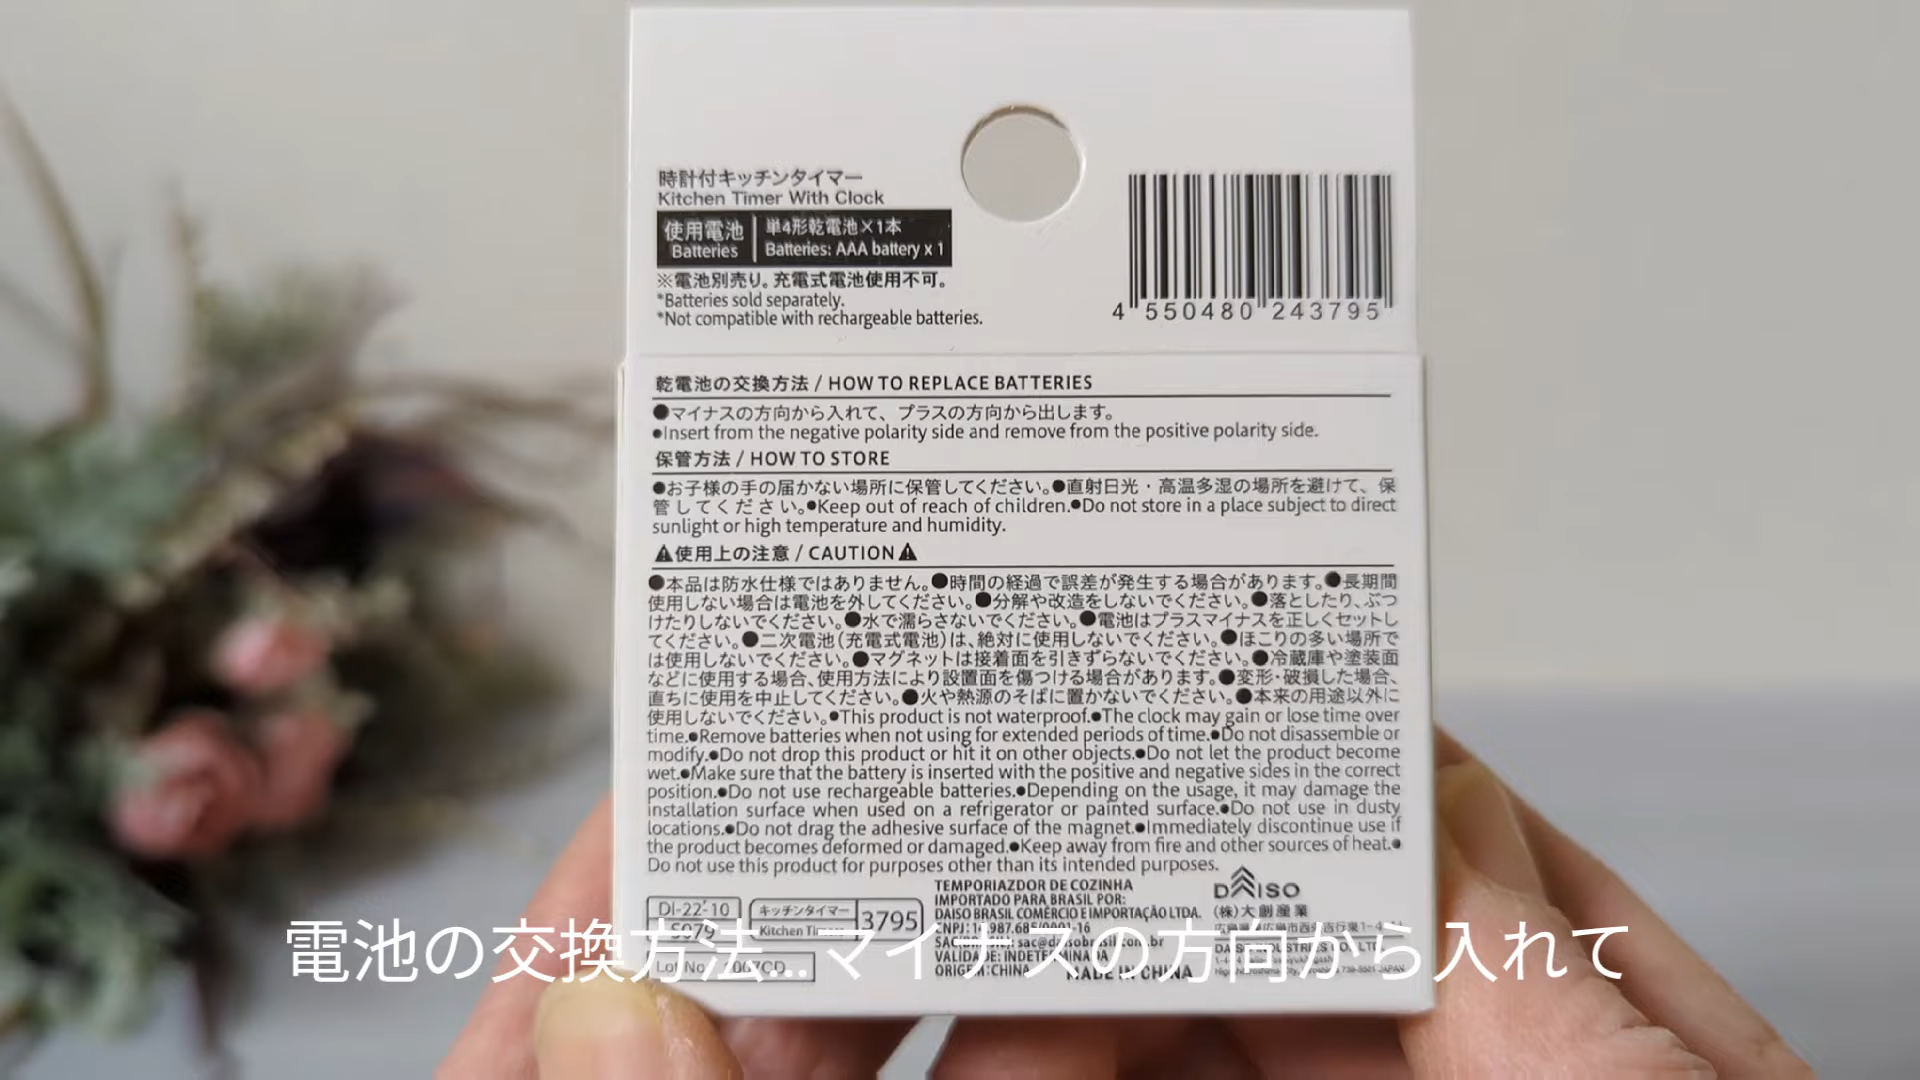 時計付キッチンタイマー
Kitchen Timer With Clock
使用電池
Batteries
単4形乾電池×1本
Batteries: AAA battery x 1
※電池別売り。充電式電池使用不可。
*Batteries sold separately.
*Not compatible with rechargeable batteries.
4 550480 243795
乾電池の交換方法 / HOW TO REPLACE BATTERIES
●マイナスの方向から入れて、プラスの方向から出します。
●Insert from the negative polarity side and remove from the positive polarity side.
保管方法 / HOW TO STORE
●お子様の手の届かない場所に保管してください。●直射日光・高温多湿の場所を避けて、保
管してください。●Keep out of reach of children.●Do not store in a place subject to direct
sunlight or high temperature and humidity.
⚠使用上の注意 / CAUTION⚠
●本品は防水仕様ではありません。●時間の経過で誤差が発生する場合があります。●長期間
使用しない場合は電池を外してください。●分解や改造をしないでください。●落としたり、ぶつ
けたりしないでください。●水で濡らさないでください。●電池はプラスマイナスを正しくセットし
てください。●二次電池(充電式電池)は、絶対に使用しないでください。●ほこりの多い場所で
は使用しないでください。●マグネットは接着面を引きずらないでください。●冷蔵庫や塗装面
などに使用する場合、使用方法により設置面を傷つける場合があります。●変形・破損した場合、
直ちに使用を中止してください。●火や熱源のそばに置かないでください。●本来の用途以外に
使用しないでください。●This product is not waterproof.●The clock may gain or lose time over
time.●Remove batteries when not using for extended periods of time.●Do not disassemble or
modify.●Do not drop this product or hit it on other objects.●Do not let the product become
wet.●Make sure that the battery is inserted with the positive and negative sides in the correct
position.●Do not use rechargeable batteries.●Depending on the usage, it may damage the
installation surface when used on a refrigerator or painted surface.●Do not use in dusty
locations.●Do not drag the adhesive surface of the magnet.●Immediately discontinue use if
the product becomes deformed or damaged.●Keep away from fire and other sources of heat.●
Do not use this product for purposes other than its intended purposes.
DI-22'10
S079
キッチンタイマー
Kitchen
3795
Lot No.
TEMPORIAZDOR DE COZINHA
IMPORTADO PARA BRASIL POR:
DAISO BRASIL COMÉRCIO E IMPORTAÇÃO LTDA.
CNPJ:
sac@daisobrasil.com.br
VALIDADE: INDETERMINADA
ORIGEM:CHINA
MADE IN CHINA
DAISO
(株)大創産業
電池の交換方法...マイナスの方向から入れて